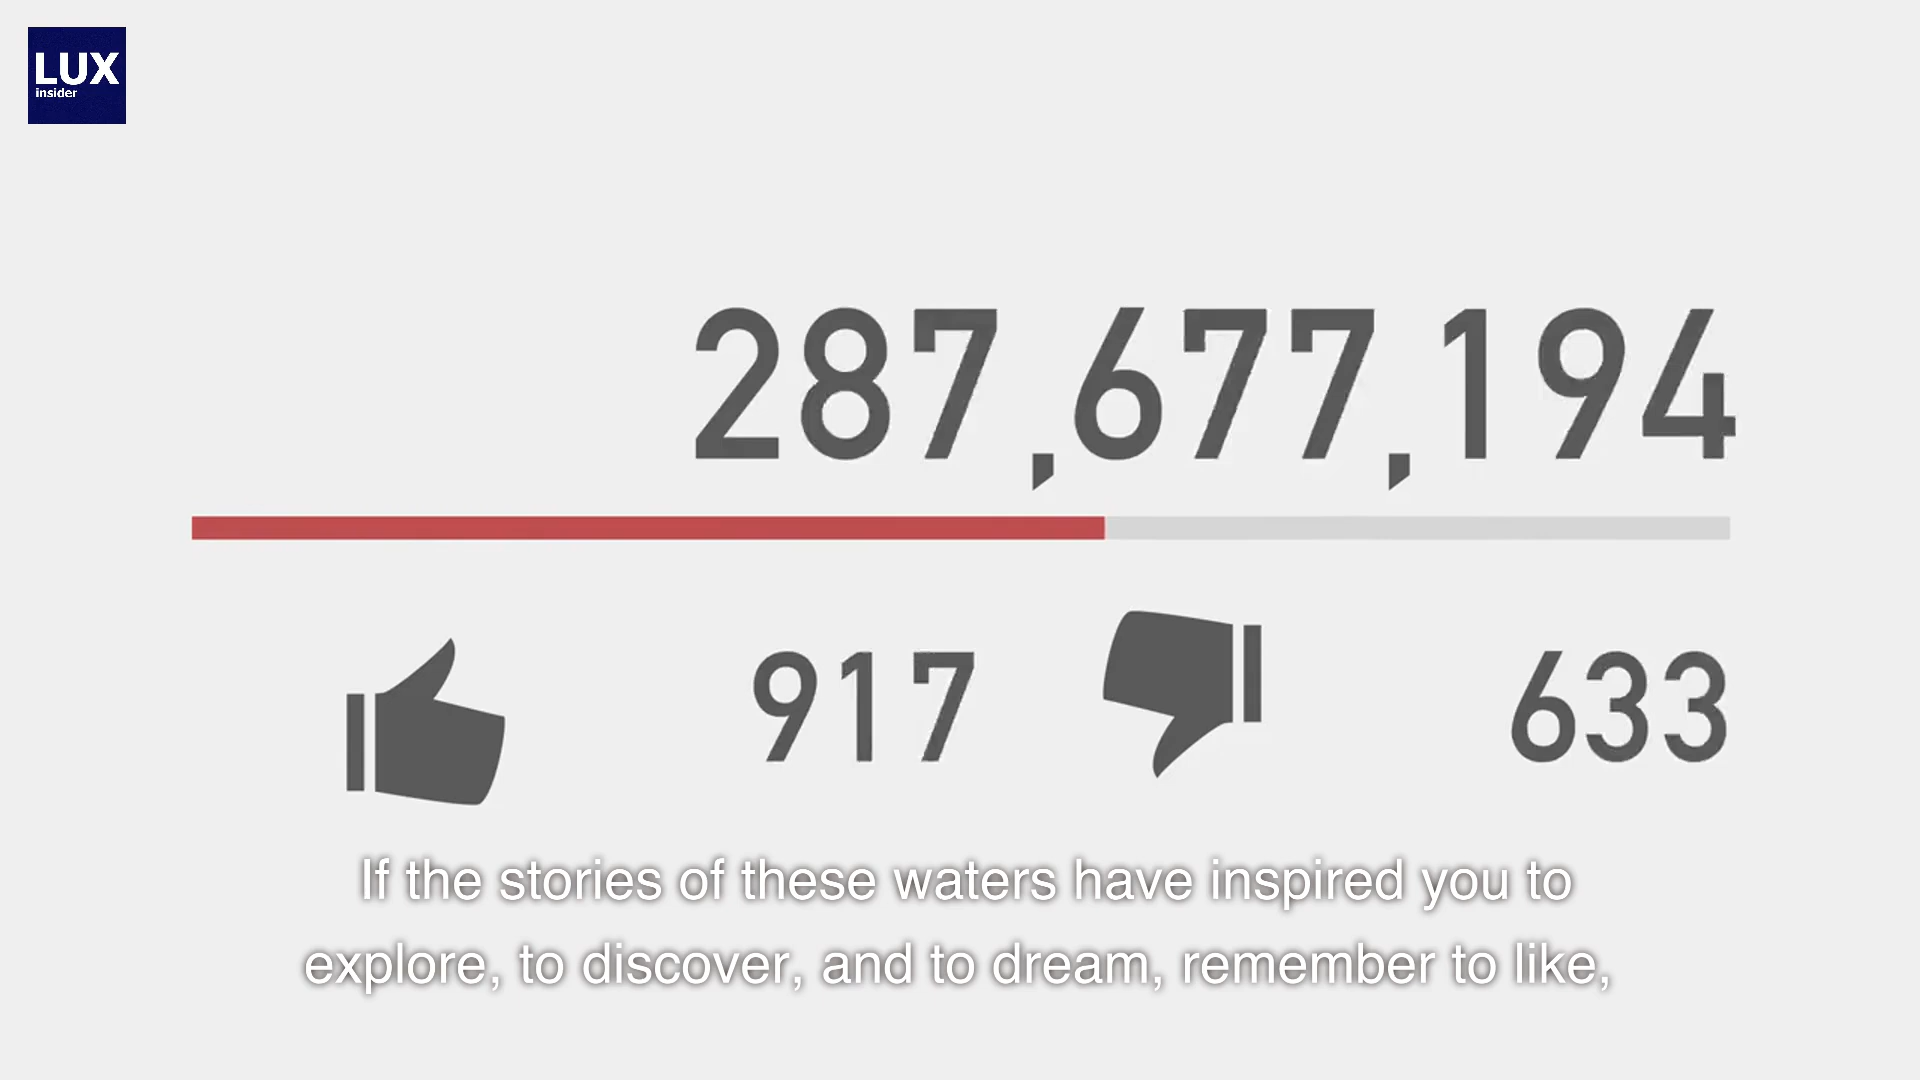 LUX
insider
287,677,194
917
633
If the stories of these waters have inspired you to
explore, to discover, and to dream, remember to like,